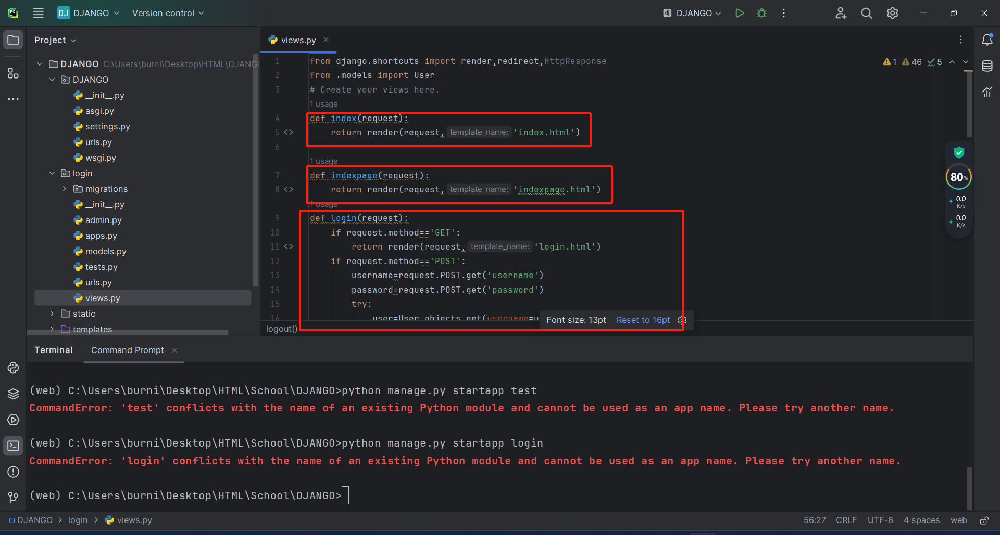 DJ DJANGO Version control DJANGO
Project
views.py
DJANGO C:\Users\burni\Desktop\HTML\DJANG
DJANGO
__init__.py
asgi.py
settings.py
urls.py
wsgi.py
login
migrations
__init__.py
admin.py
apps.py
models.py
tests.py
urls.py
views.py
static
templates
1 from django.shortcuts import render,redirect,HttpResponse
2 from .models import User
3 # Create your views here.
1 usage
4 def index(request):
5 <> return render(request, template_name: 'index.html')
6
1 usage
7 def indexpage(request):
8 <> return render(request, template_name: 'indexpage.html')
1 usage
9 def login(request):
10 if request.method=='GET':
11 <> return render(request, template_name: 'login.html')
12 if request.method=='POST':
13 username=request.POST.get('username')
14 password=request.POST.get('password')
15 try:
16 user=User.objects.get(username=u
Font size: 13pt Reset to 16pt
logout()
1 46 5
80%
0.0
K/s
0.0
K/s
Terminal Command Prompt
(web) C:\Users\burni\Desktop\HTML\School\DJANGO>python manage.py startapp test
CommandError: 'test' conflicts with the name of an existing Python module and cannot be used as an app name. Please try another name.
(web) C:\Users\burni\Desktop\HTML\School\DJANGO>python manage.py startapp login
CommandError: 'login' conflicts with the name of an existing Python module and cannot be used as an app name. Please try another name.
(web) C:\Users\burni\Desktop\HTML\School\DJANGO>
DJANGO > login > views.py
56:27 CRLF UTF-8 4 spaces web